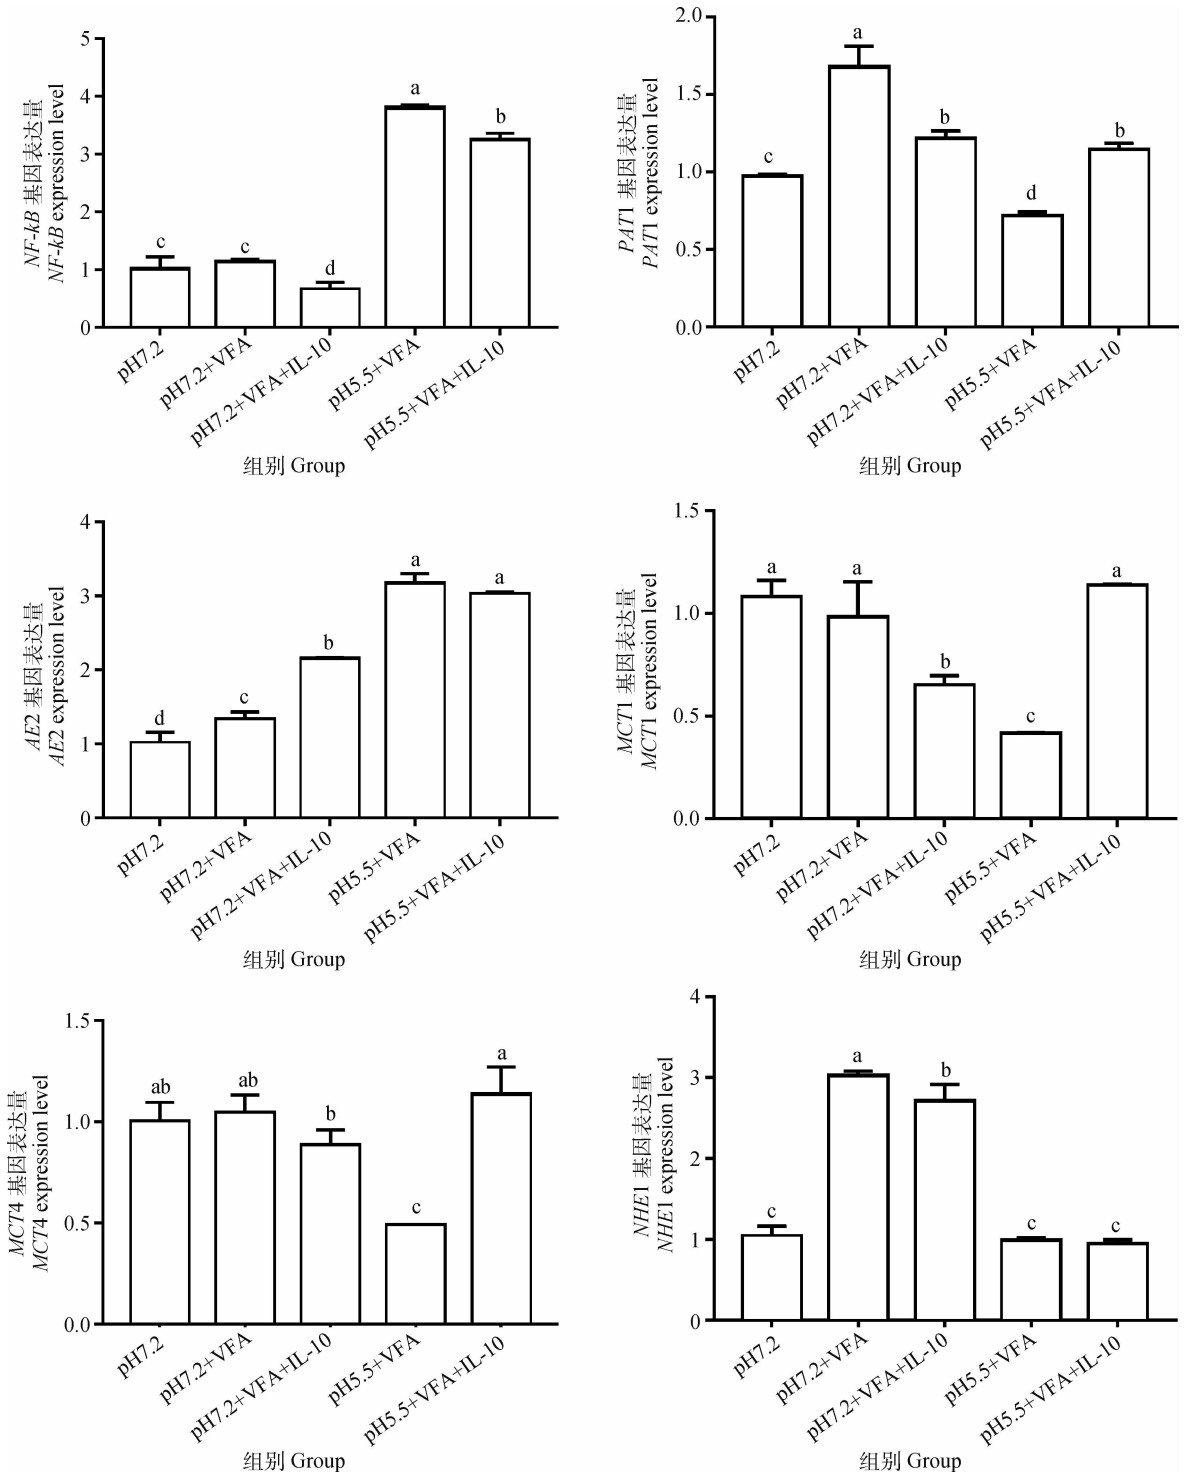 NF-kB 基因表达量
NF-kB expression level
5
4
3
2
1
0
c
c
d
a
b
pH7.2
pH7.2+VFA
pH7.2+VFA+IL-10
pH5.5+VFA
pH5.5+VFA+IL-10
组别 Group
PAT1 基因表达量
PAT1 expression level
2.0
1.5
1.0
0.5
0.0
c
a
b
d
b
pH7.2
pH7.2+VFA
pH7.2+VFA+IL-10
pH5.5+VFA
pH5.5+VFA+IL-10
组别 Group
AE2 基因表达量
AE2 expression level
4
3
2
1
0
d
c
b
a
a
pH7.2
pH7.2+VFA
pH7.2+VFA+IL-10
pH5.5+VFA
pH5.5+VFA+IL-10
组别 Group
MCT1 基因表达量
MCT1 expression level
1.5
1.0
0.5
0.0
a
a
b
c
a
pH7.2
pH7.2+VFA
pH7.2+VFA+IL-10
pH5.5+VFA
pH5.5+VFA+IL-10
组别 Group
MCT4 基因表达量
MCT4 expression level
1.5
1.0
0.5
0.0
ab
ab
b
c
a
pH7.2
pH7.2+VFA
pH7.2+VFA+IL-10
pH5.5+VFA
pH5.5+VFA+IL-10
组别 Group
NHE1 基因表达量
NHE1 expression level
4
3
2
1
0
c
a
b
c
c
pH7.2
pH7.2+VFA
pH7.2+VFA+IL-10
pH5.5+VFA
pH5.5+VFA+IL-10
组别 Group